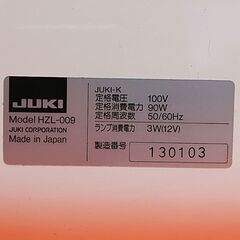 JUKI
Model HZL-009
JUKI CORPORATION
Made in Japan
JUKI-K
定格電圧 100V
定格消費電力 90W
定格周波数 50/60Hz
ランプ消費電力 3W(12V)
製造番号 130103